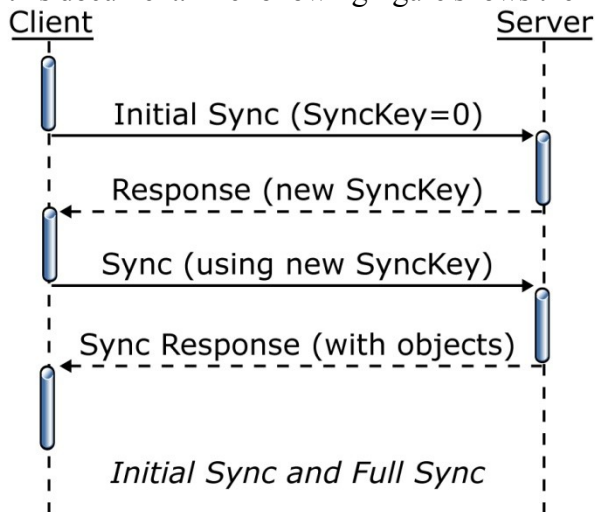 Client
Server
Initial Sync (SyncKey=0)
Response (new SyncKey)
Sync (using new SyncKey)
Sync Response (with objects)
Initial Sync and Full Sync